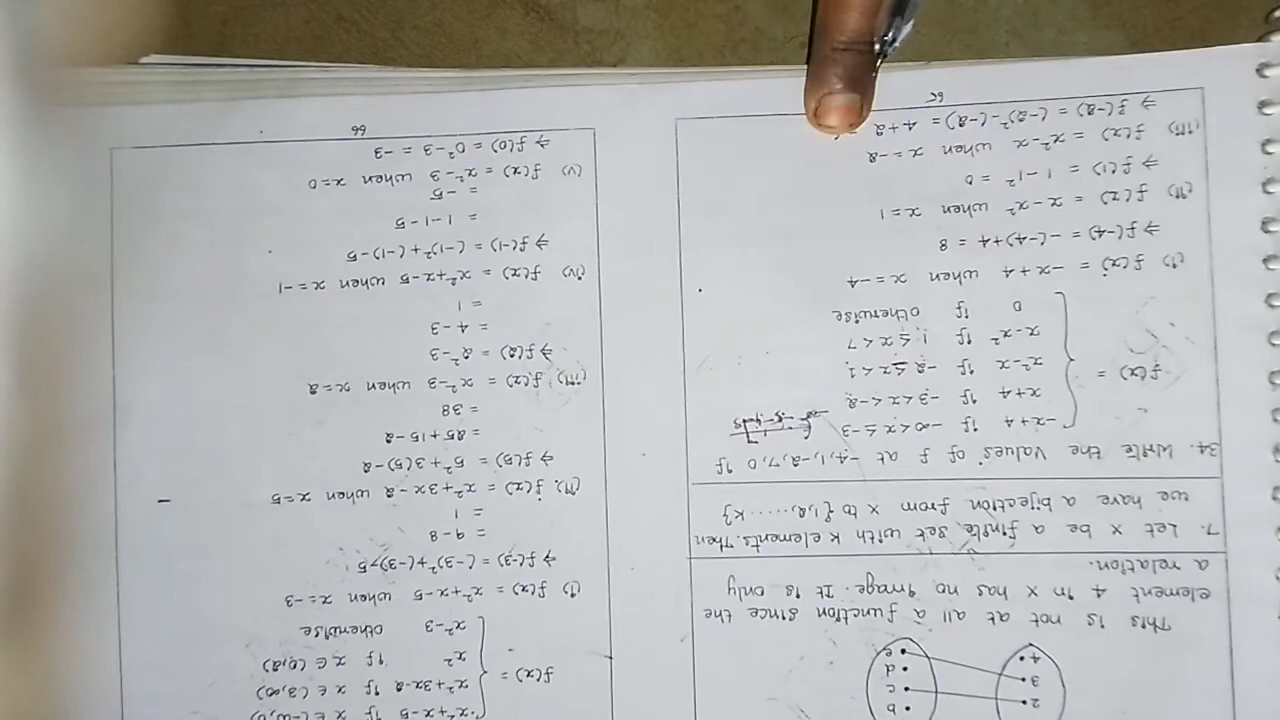 2
3
4
b
c
d
e
This is not at all a function since the
element 4 in x has no image. It is only
a relation.
7. Let x be a finite set with k elements. Then
we have a bijection from x to {1,2,......k}
34. Write the values of f at -4,1,-2,7,0 if
f(x) =
-x+4 if -∞<x≤-3
x+4 if -3<x<-2
x²-x if -2≤x<1
x-x² if 1≤x<7
0 if otherwise
(i) f(x) = -x+4 when x=-4
⇒ f(-4) = -(-4)+4 = 8
(ii) f(x) = x-x² when x=1
⇒ f(1) = 1-1² = 0
(iii) f(x) = x²-x when x=-2
⇒ f(-2) = (-2)²-(-2) = 4+2
65
f(x) =
x²+x-5 if x∈
x²+3x-2 if x∈(3,∞)
x² if x∈(0,2)
x²-3 otherwise
(i) f(x) = x²+x-5 when x=-3
⇒ f(-3) = (-3)²+(-3)-5
= 9-8
= 1
(ii) f(x) = x²+3x-2 when x=5
⇒ f(5) = 5²+3(5)-2
= 25+15-2
= 38
(iii) f(x) = x²-3 when x=2
⇒ f(2) = 2²-3
= 4-3
= 1
(iv) f(x) = x²+x-5 when x=-1
⇒ f(-1) = (-1)²+(-1)-5
= 1-1-5
= -5
(v) f(x) = x²-3 when x=0
⇒ f(0) = 0²-3 = -3
66